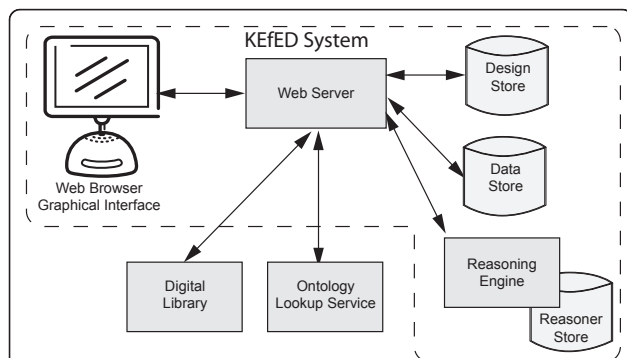 KEfED System
Web Server
Design
Store
Web Browser
Graphical Interface
Data
Store
Digital
Library
Ontology
Lookup Service
Reasoning
Engine
Reasoner
Store